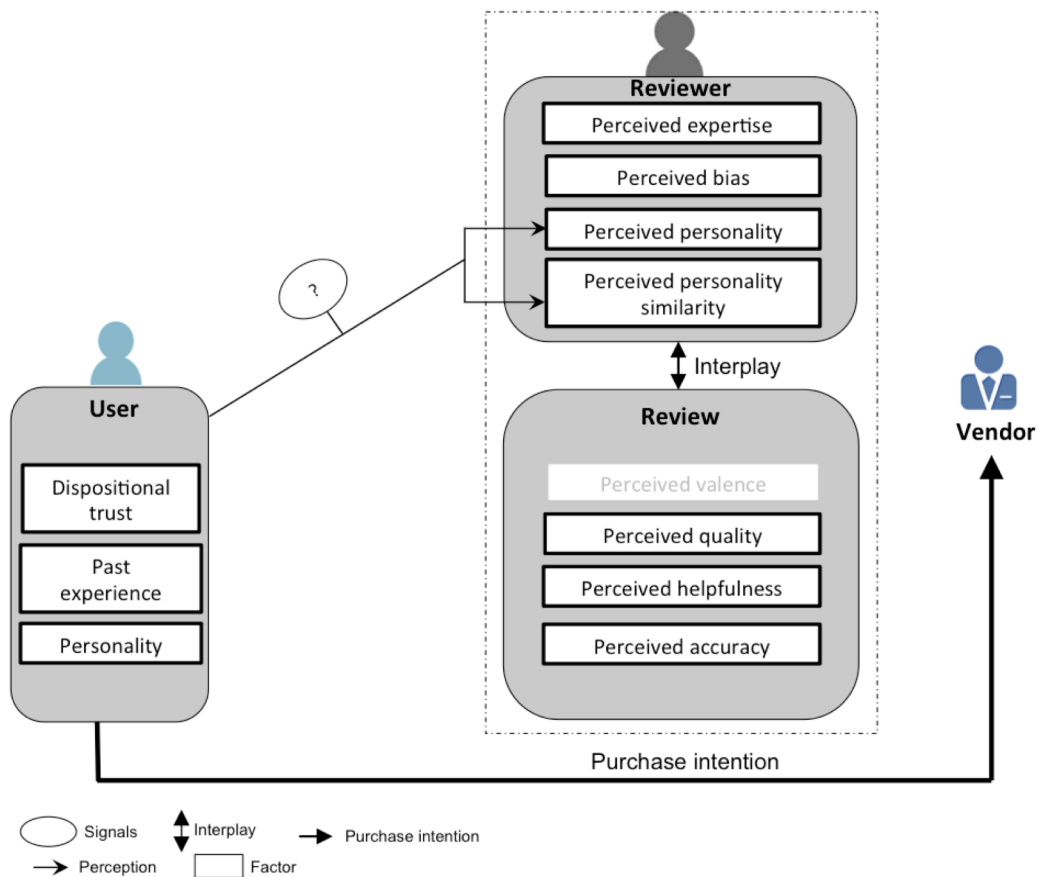 Reviewer
Perceived expertise
Perceived bias
Perceived personality
Perceived personality
similarity
?
Interplay
User
Dispositional
trust
Past
experience
Personality
Review
Perceived valence
Perceived quality
Perceived helpfulness
Perceived accuracy
Vendor
Purchase intention
Signals
Interplay
Purchase intention
Perception
Factor